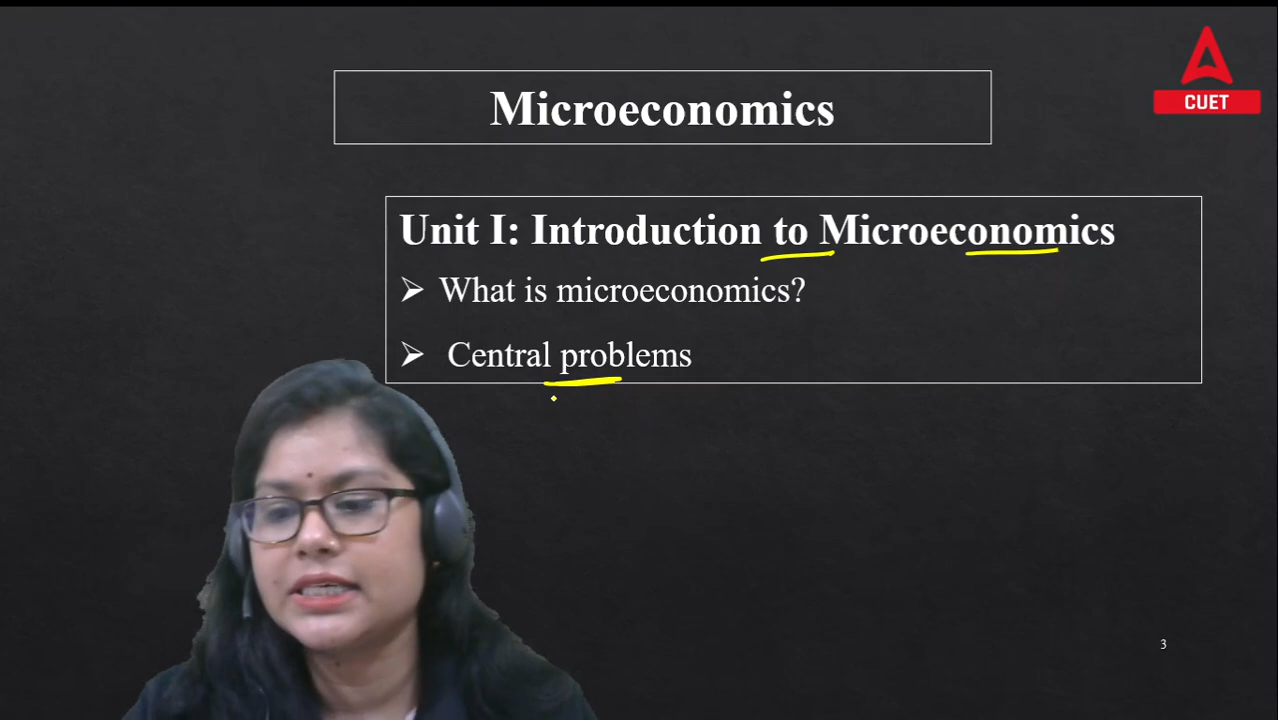 CUET
Microeconomics
Unit I: Introduction to Microeconomics
➢ What is microeconomics?
➢ Central problems
3